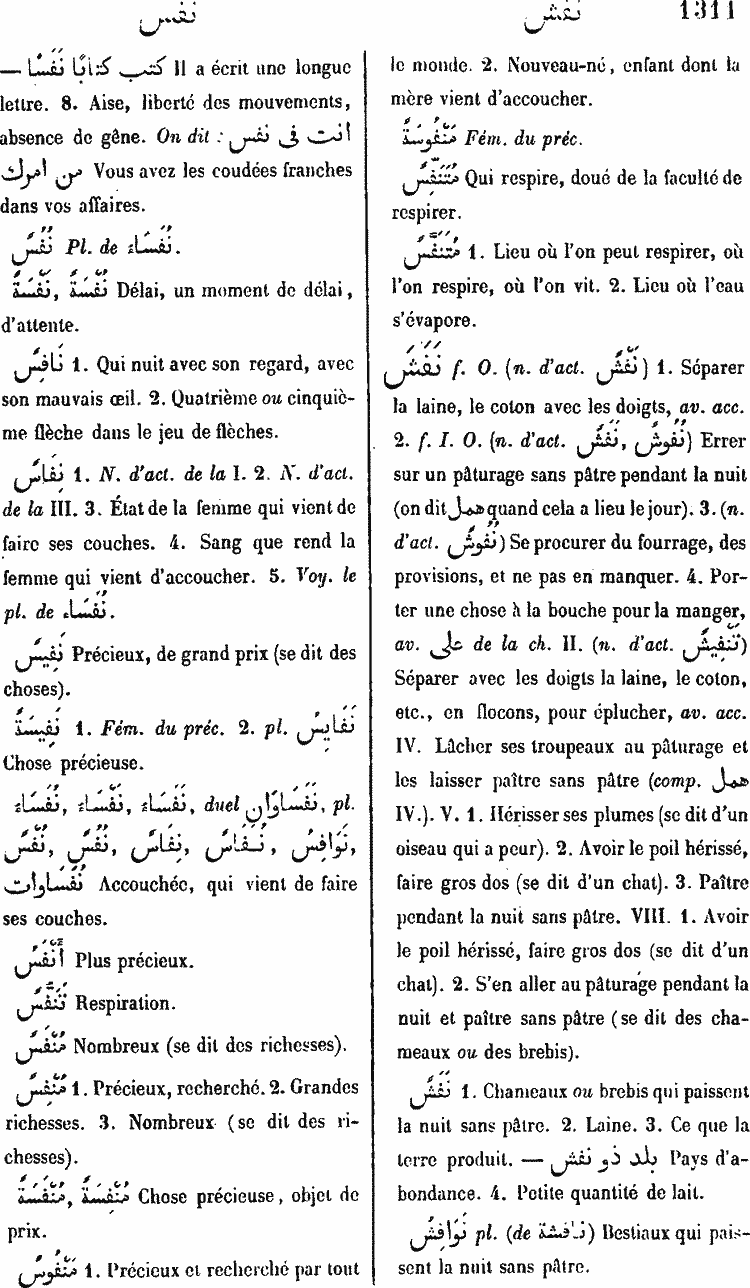 نفس
نفش
1311
— كتب كِتَابًا نَفَسًا Il a écrit une longue
lettre. 8. Aise, liberté des mouvements,
absence de gêne. On dit : انت فى نفس
من امرك Vous avez les coudées franches
dans vos affaires.
نُفُسٌ Pl. de نُفَسَاء.
نُفْسَةٌ, نَفْسَةٌ Délai, un moment de délai,
d'attente.
نَافِسٌ 1. Qui nuit avec son regard, avec
son mauvais œil. 2. Quatrième ou cinquiè-
me flèche dans le jeu de flèches.
نِفَاسٌ 1. N. d'act. de la I. 2. N. d'act.
de la III. 3. État de la femme qui vient de
faire ses couches. 4. Sang que rend la
femme qui vient d'accoucher. 5. Voy. le
pl. de نُفَسَاء.
نَفِيسٌ Précieux, de grand prix (se dit des
choses).
نَفِيسَةٌ 1. Fém. du préc. 2. pl. نَفَايِسُ
Chose précieuse.
نُفَسَاءُ, نَفْسَاءُ, نَفَسَاءُ, duel نُفَسَاوَانِ, pl.
نُفْسٌ, نُفُسٌ, نِفَاسٌ, نُفَاسٌ, نَوَافِسُ,
نُفَسَاوات Accouchée, qui vient de faire
ses couches.
أَنْفَسُ Plus précieux.
تَنَفُّسٌ Respiration.
مُنْفَسٌ Nombreux (se dit des richesses).
مُنْفِسٌ 1. Précieux, recherché. 2. Grandes
richesses. 3. Nombreux (se dit des ri-
chesses).
مُنْفِسَةٌ, مُنْفَسَةٌ Chose précieuse, objet de
prix.
مَنْفُوسٌ 1. Précieux et recherché par tout
le monde. 2. Nouveau-né, enfant dont la
mère vient d'accoucher.
مَنْفُوسَةٌ Fém. du préc.
مُتَنَفِّسٌ Qui respire, doué de la faculté de
respirer.
مُتَنَفَّسٌ 1. Lieu où l'on peut respirer, où
l'on respire, où l'on vit. 2. Lieu où l'eau
s'évapore.
نَفَشَ f. O. (n. d'act. نَفْشٌ) 1. Séparer
la laine, le coton avec les doigts, av. acc.
2. f. I. O. (n. d'act. نَفْشٌ, نُفُوشٌ) Errer
sur un pâturage sans pâtre pendant la nuit
(on dit همل quand cela a lieu le jour). 3. (n.
d'act. نُفُوشٌ) Se procurer du fourrage, des
provisions, et ne pas en manquer. 4. Por-
ter une chose à la bouche pour la manger,
av. على de la ch. II. (n. d'act. تَنْفِيشٌ)
Séparer avec les doigts la laine, le coton,
etc., en flocons, pour éplucher, av. acc.
IV. Lâcher ses troupeaux au pâturage et
les laisser paître sans pâtre (comp. همل
IV.). V. 1. Hérisser ses plumes (se dit d'un
oiseau qui a peur). 2. Avoir le poil hérissé,
faire gros dos (se dit d'un chat). 3. Paître
pendant la nuit sans pâtre. VIII. 1. Avoir
le poil hérissé, faire gros dos (se dit d'un
chat). 2. S'en aller au pâturage pendant la
nuit et paître sans pâtre (se dit des cha-
meaux ou des brebis).
نَفَشٌ 1. Chameaux ou brebis qui paissent
la nuit sans pâtre. 2. Laine. 3. Ce que la
terre produit. — بلد ذو نفش Pays d'a-
bondance. 4. Petite quantité de lait.
نَوَافِشُ pl. (de نافشة) Bestiaux qui pais-
sent la nuit sans pâtre.